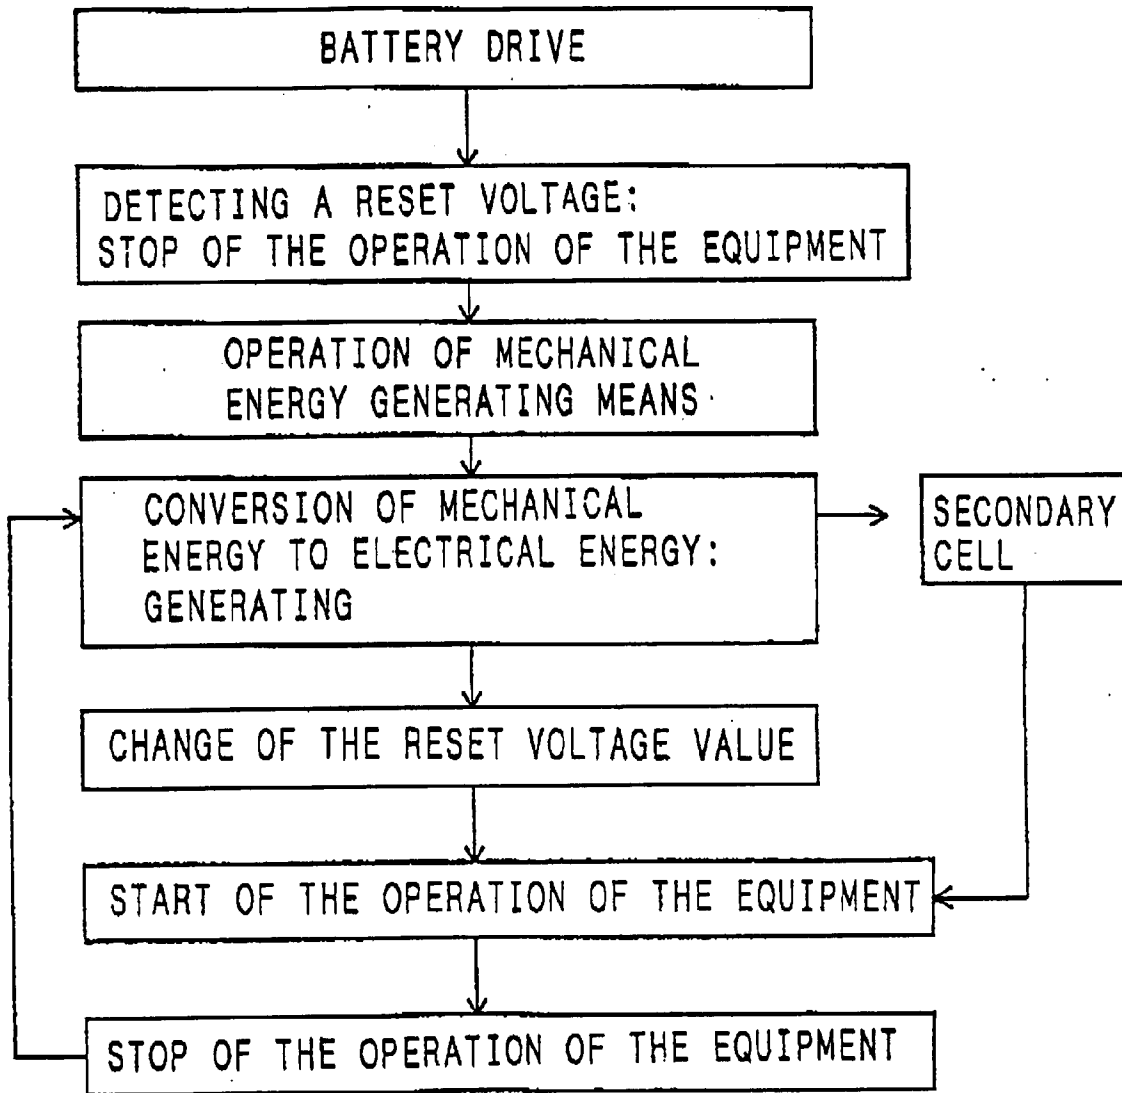 BATTERY DRIVE
DETECTING A RESET VOLTAGE:
STOP OF THE OPERATION OF THE EQUIPMENT
OPERATION OF MECHANICAL
ENERGY GENERATING MEANS
CONVERSION OF MECHANICAL
ENERGY TO ELECTRICAL ENERGY:
GENERATING
SECONDARY
CELL
CHANGE OF THE RESET VOLTAGE VALUE
START OF THE OPERATION OF THE EQUIPMENT
STOP OF THE OPERATION OF THE EQUIPMENT